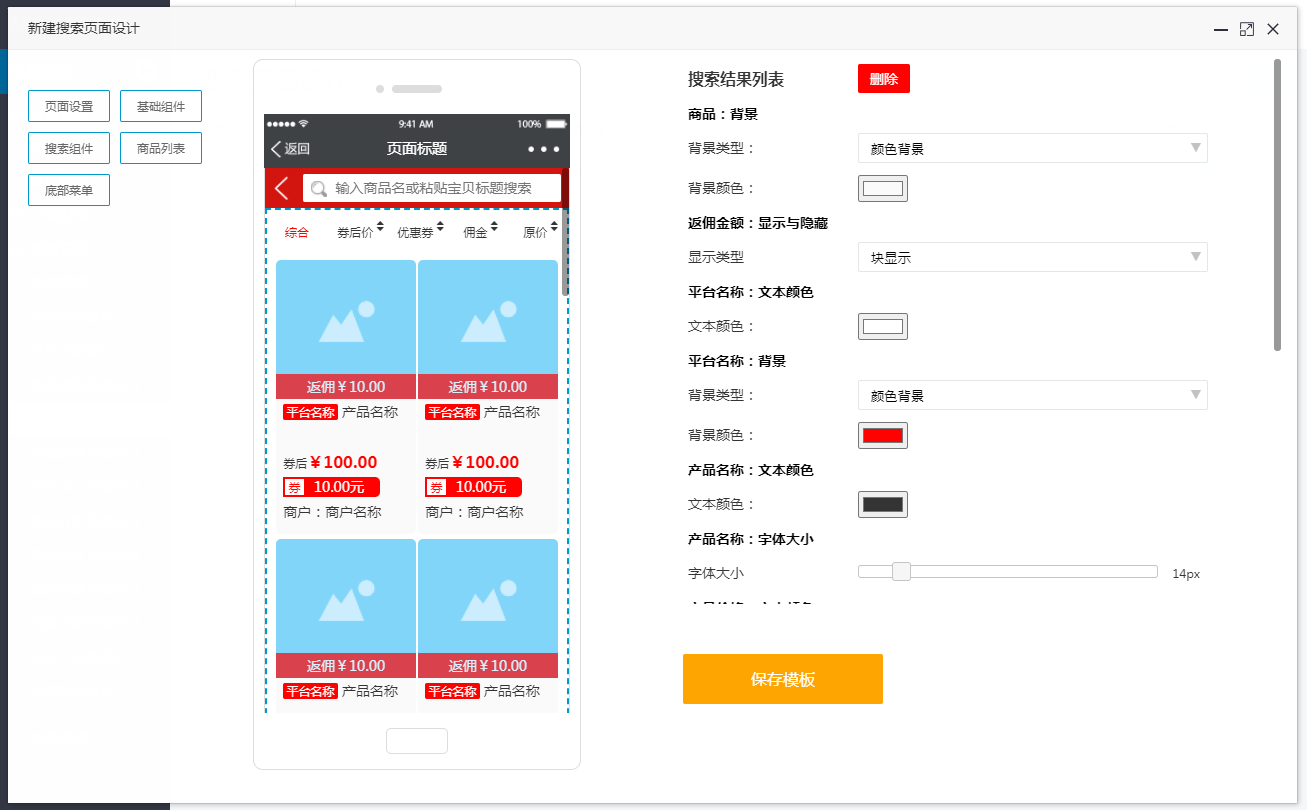 新建搜索页面设计
页面设置 基础组件
搜索组件 商品列表
底部菜单
9:41 AM 100%
返回 页面标题
输入商品名或粘贴宝贝标题搜索
综合 券后价 优惠券 佣金 原价
返佣￥10.00 返佣￥10.00
平台名称 产品名称 平台名称 产品名称
券后￥100.00 券后￥100.00
券 10.00元 券 10.00元
商户：商户名称 商户：商户名称
返佣￥10.00 返佣￥10.00
平台名称 产品名称 平台名称 产品名称
搜索结果列表 删除
商品：背景
背景类型： 颜色背景
背景颜色：
返佣金额：显示与隐藏
显示类型 块显示
平台名称：文本颜色
文本颜色：
平台名称：背景
背景类型： 颜色背景
背景颜色：
产品名称：文本颜色
文本颜色：
产品名称：字体大小
字体大小 14px
保存模板